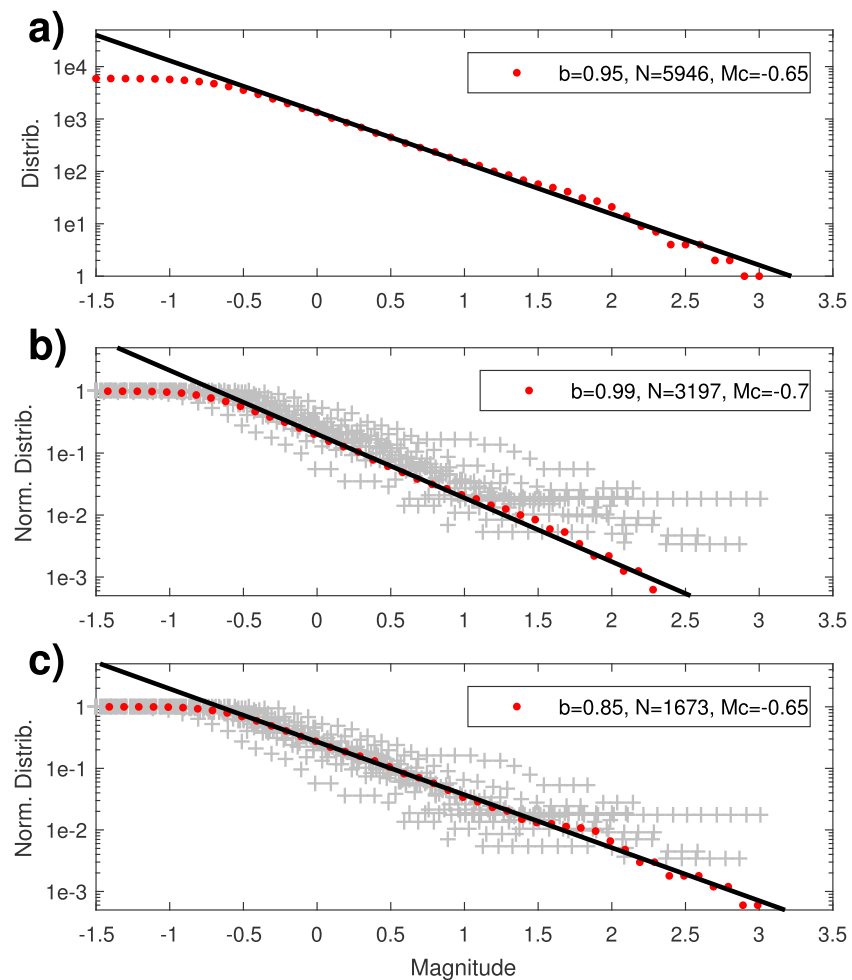 a)
1e4
1e3
1e2
1e1
1
Distrib.
b=0.95, N=5946, Mc=-0.65
-1.5 -1 -0.5 0 0.5 1 1.5 2 2.5 3 3.5
b)
1
1e-1
1e-2
1e-3
Norm. Distrib.
b=0.99, N=3197, Mc=-0.7
-1.5 -1 -0.5 0 0.5 1 1.5 2 2.5 3 3.5
c)
1
1e-1
1e-2
1e-3
Norm. Distrib.
b=0.85, N=1673, Mc=-0.65
-1.5 -1 -0.5 0 0.5 1 1.5 2 2.5 3 3.5
Magnitude